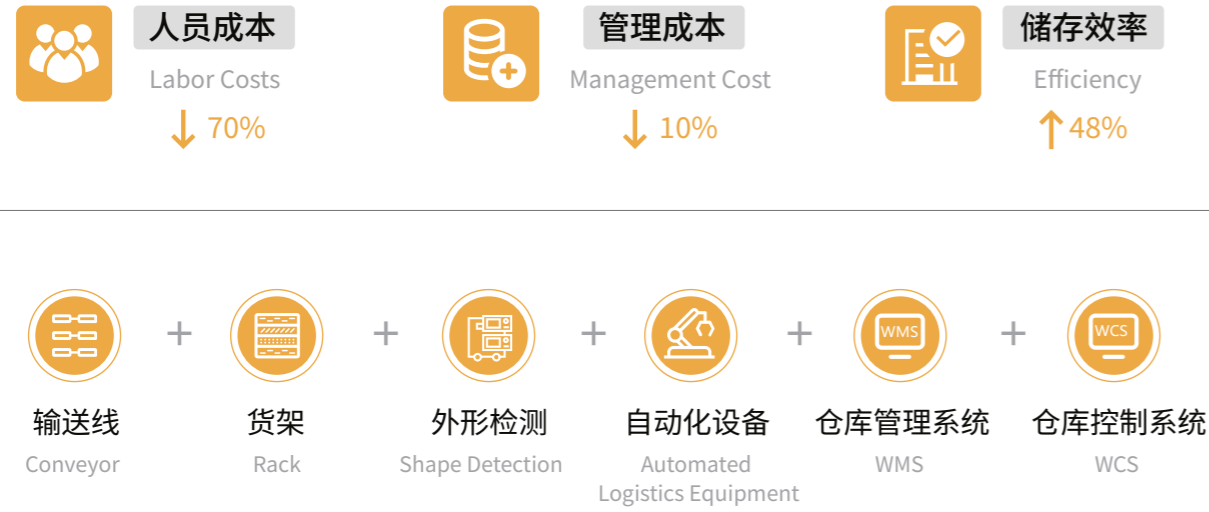 人员成本
管理成本
储存效率
Labor Costs
Management Cost
Efficiency
↓ 70%
↓ 10%
↑48%
+ + + + +
WMS
WCS
输送线
货架
外形检测
自动化设备
仓库管理系统
仓库控制系统
Conveyor
Rack
Shape Detection
Automated
Logistics Equipment
WMS
WCS